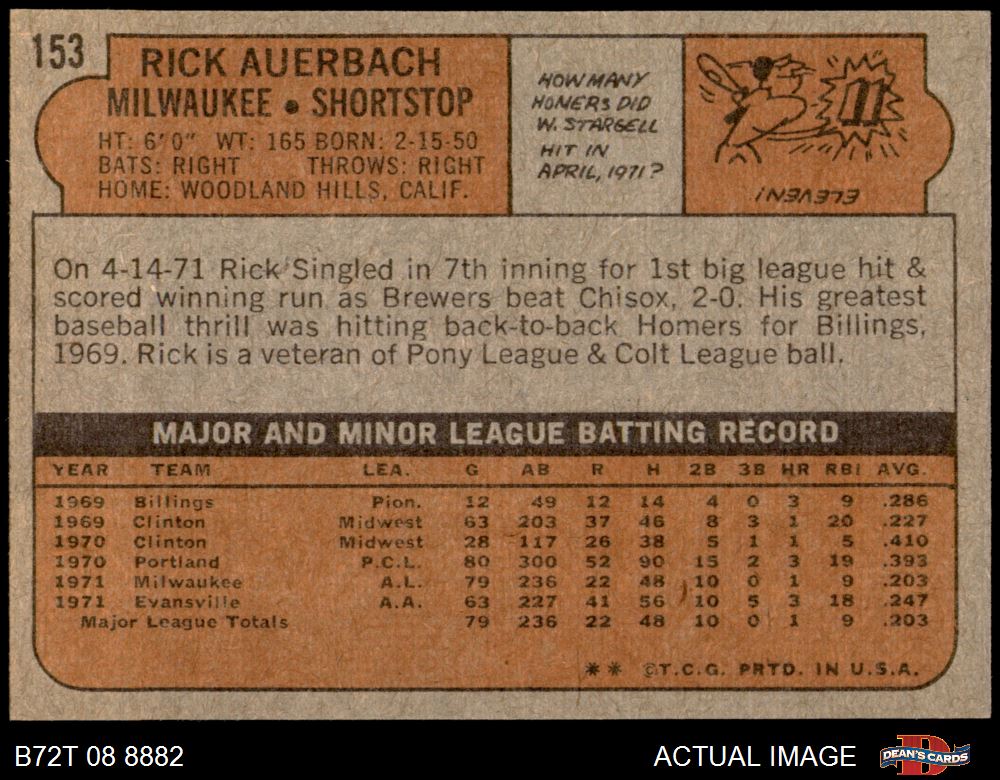 153
RICK AUERBACH
MILWAUKEE • SHORTSTOP
HT: 6'0" WT: 165 BORN: 2-15-50
BATS: RIGHT THROWS: RIGHT
HOME: WOODLAND HILLS, CALIF.
HOW MANY
HOMERS DID
W. STARGELL
HIT IN
APRIL, 1971?
11
ELEVEN!
On 4-14-71 Rick Singled in 7th inning for 1st big league hit &
scored winning run as Brewers beat Chisox, 2-0. His greatest
baseball thrill was hitting back-to-back Homers for Billings,
1969. Rick is a veteran of Pony League & Colt League ball.
MAJOR AND MINOR LEAGUE BATTING RECORD
YEAR TEAM LEA. G AB R H 2B 3B HR RBI AVG.
1969 Billings Pion. 12 49 12 14 4 0 3 9 .286
1969 Clinton Midwest 63 203 37 46 8 3 1 20 .227
1970 Clinton Midwest 28 117 26 38 5 1 1 5 .410
1970 Portland P.C.L. 80 300 52 90 15 2 3 19 .393
1971 Milwaukee A.L. 79 236 22 48 10 0 1 9 .203
1971 Evansville A.A. 63 227 41 56 10 5 3 18 .247
Major League Totals 79 236 22 48 10 0 1 9 .203
** ©T.C.G. PRTD. IN U.S.A.
B72T 08 8882
ACTUAL IMAGE
D
DEAN'S CARDS